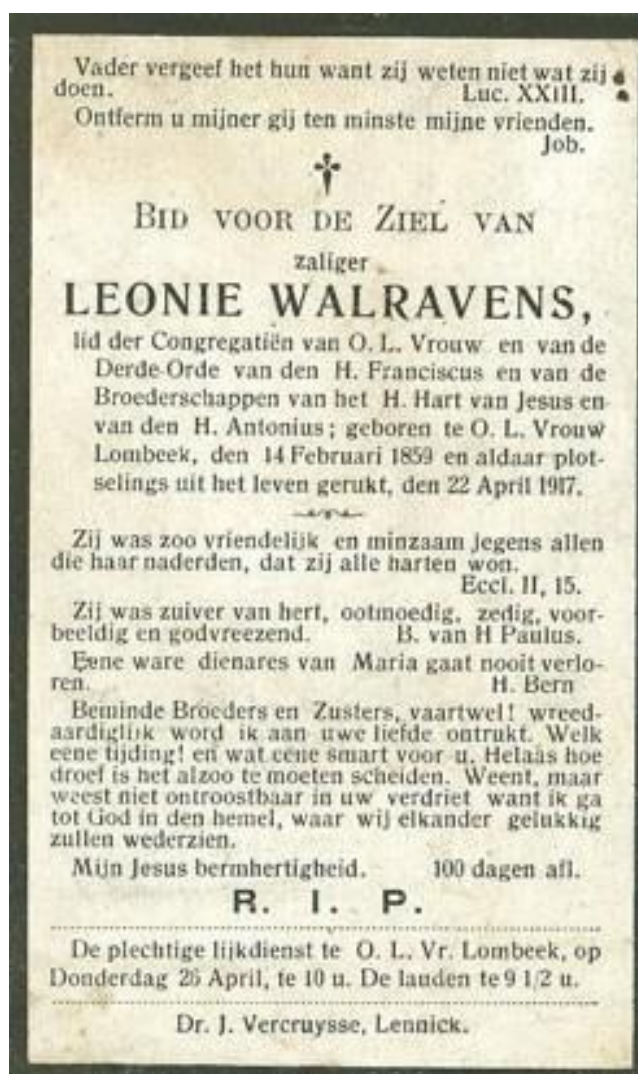 Vader vergeef het hun want zij weten niet wat zij
doen. Luc. XXIII.
Ontferm u mijner gij ten minste mijne vrienden.
Job.
BID VOOR DE ZIEL VAN
zaliger
LEONIE WALRAVENS,
lid der Congregatiën van O. L. Vrouw en van de
Derde-Orde van den H. Franciscus en van de
Broederschappen van het H. Hart van Jesus en
van den H. Antonius; geboren te O. L. Vrouw
Lombeek, den 14 Februari 1859 en aldaar plot-
selings uit het leven gerukt, den 22 April 1917.
Zij was zoo vriendelijk en minzaam jegens allen
die haar naderden, dat zij alle harten won.
Eccl. II, 15.
Zij was zuiver van hert, ootmoedig, zedig, voor-
beeldig en godvreezend. B. van H Paulus.
Eene ware dienares van Maria gaat nooit verlo-
ren. H. Bern
Beminde Broeders en Zusters, vaartwel! wreed-
aardiglijk word ik aan uwe liefde ontrukt. Welk
eene tijding! en wat eene smart voor u. Helaas hoe
droef is het alzoo te moeten scheiden. Weent, maar
weest niet ontroostbaar in uw verdriet want ik ga
tot God in den hemel, waar wij elkander gelukkig
zullen wederzien.
Mijn Jesus bermhertigheid. 100 dagen afl.
R. I. P.
De plechtige lijkdienst te O. L. Vr. Lombeek, op
Donderdag 26 April, te 10 u. De lauden te 9 1/2 u.
Dr. J. Vercruysse, Lennick.